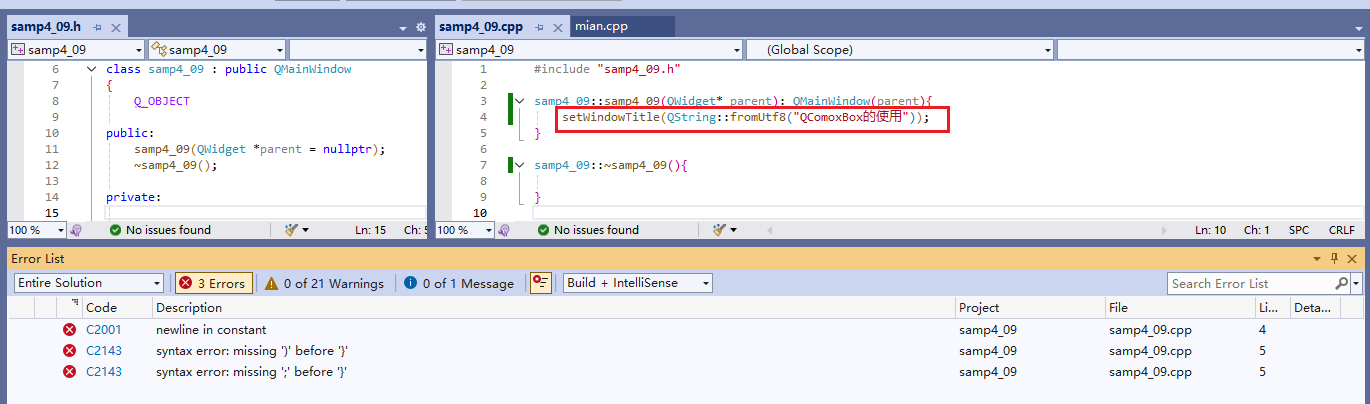 samp4_09.h
samp4_09.cpp mian.cpp
samp4_09 samp4_09
samp4_09 (Global Scope)
6 class samp4_09 : public QMainWindow
7 {
8 Q_OBJECT
9
10 public:
11 samp4_09(QWidget *parent = nullptr);
12 ~samp4_09();
13
14 private:
15
1 #include "samp4_09.h"
2
3 samp4_09::samp4_09(QWidget* parent): QMainWindow(parent){
4 setWindowTitle(QString::fromUtf8("QComoxBox的使用"));
5 }
6
7 samp4_09::~samp4_09(){
8
9 }
10
100 % No issues found Ln: 15 Ch: 5
100 % No issues found Ln: 10 Ch: 1 SPC CRLF
Error List
Entire Solution 3 Errors 0 of 21 Warnings 0 of 1 Message Build + IntelliSense Search Error List
Code Description Project File Li... Deta...
C2001 newline in constant samp4_09 samp4_09.cpp 4
C2143 syntax error: missing ')' before '}' samp4_09 samp4_09.cpp 5
C2143 syntax error: missing ';' before '}' samp4_09 samp4_09.cpp 5